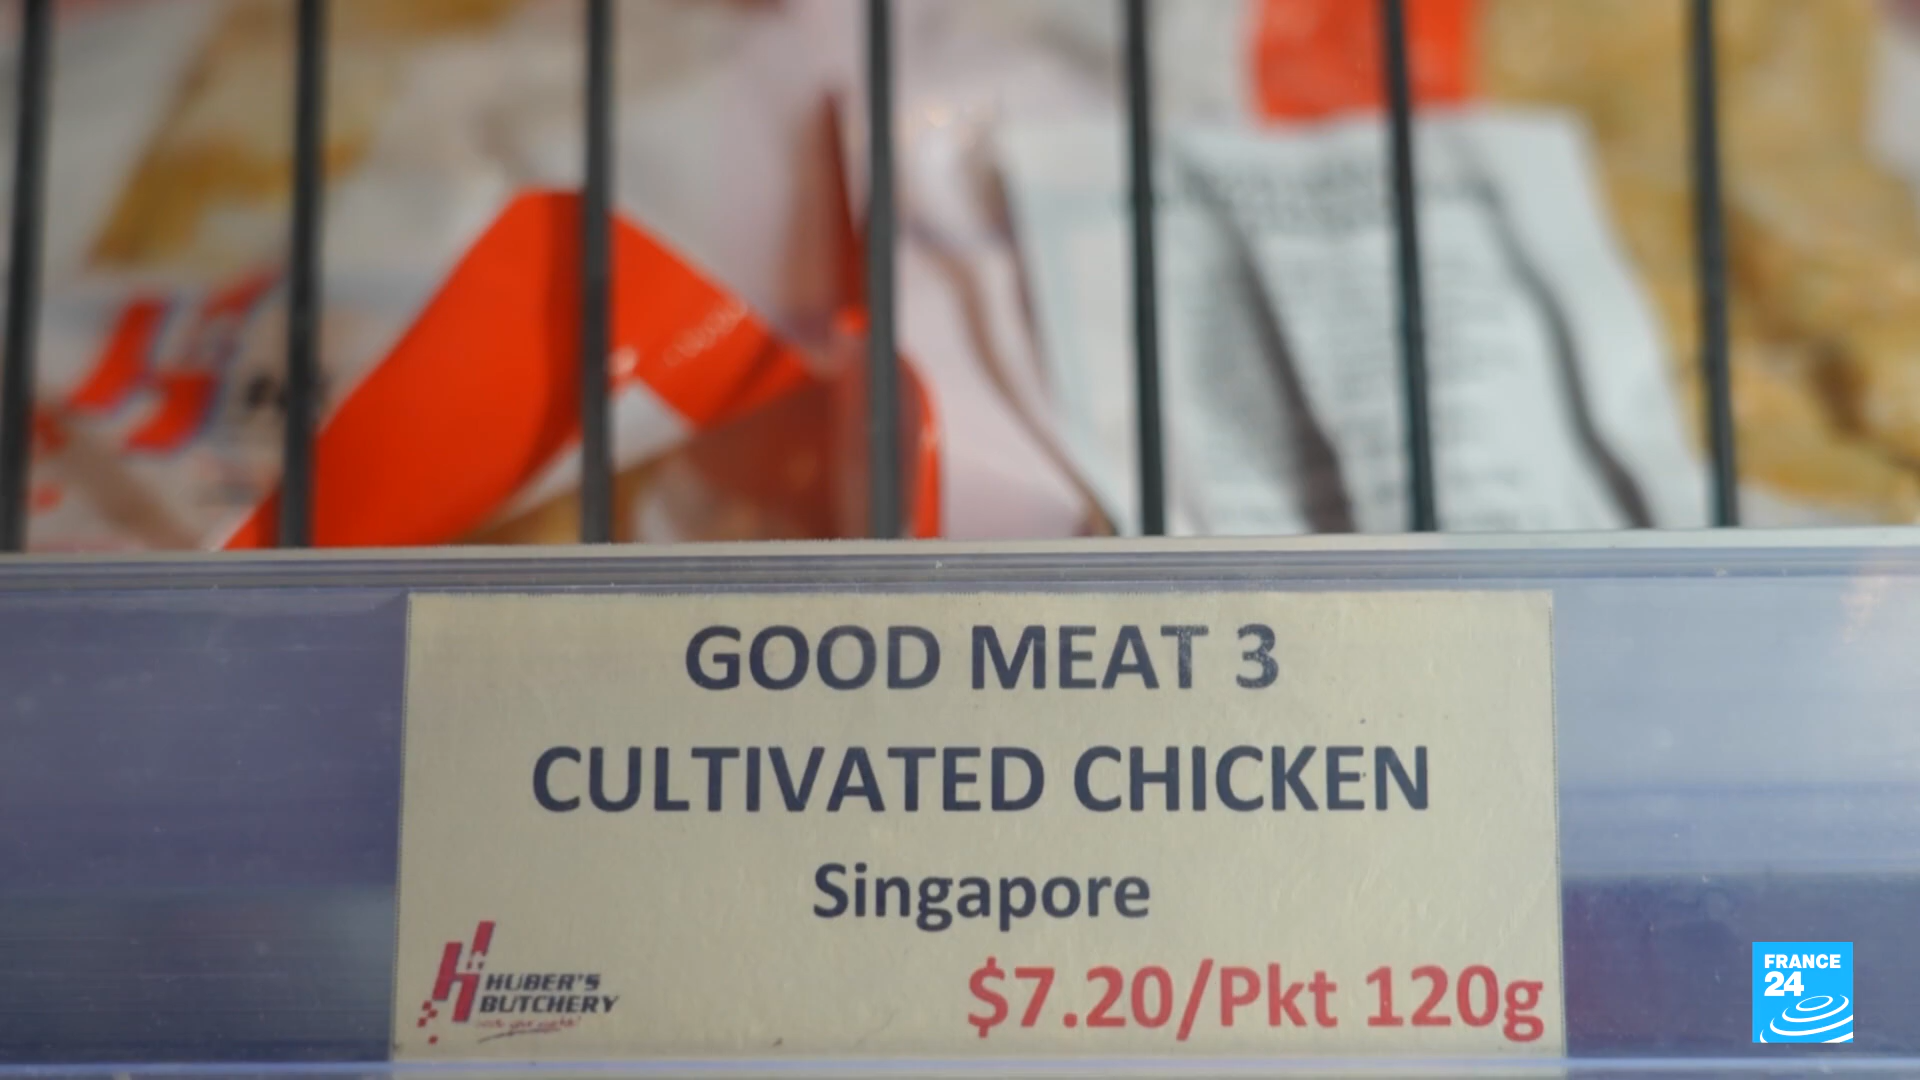 GOOD MEAT 3
CULTIVATED CHICKEN
Singapore
HUBER'S
BUTCHERY
$7.20/Pkt 120g
FRANCE
24